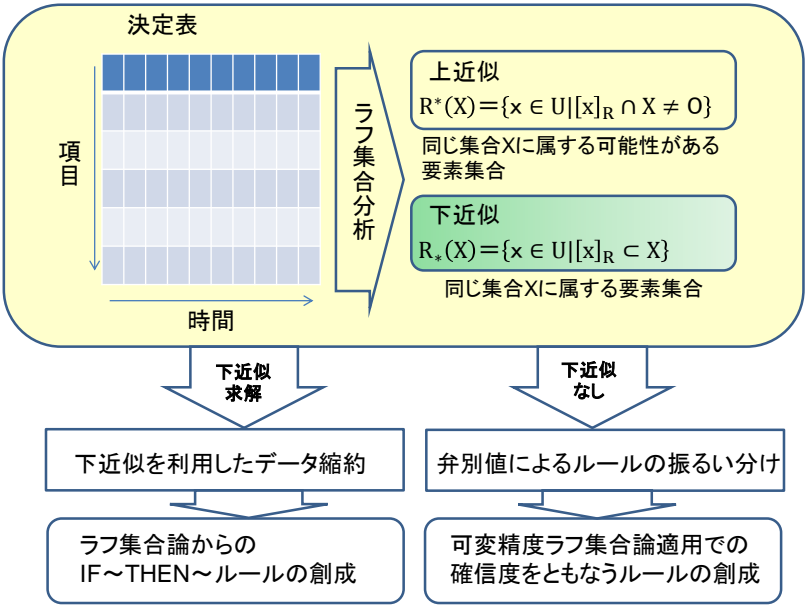 決定表
項目
時間
ラフ集合分析
上近似
R*(X)={x ∈ U|[x]R ∩ X ≠ O}
同じ集合Xに属する可能性がある
要素集合
下近似
R*(X)={x ∈ U|[x]R ⊂ X}
同じ集合Xに属する要素集合
下近似
求解
下近似
なし
下近似を利用したデータ縮約
弁別値によるルールの振るい分け
ラフ集合論からの
IF~THEN~ルールの創成
可変精度ラフ集合論適用での
確信度をともなうルールの創成